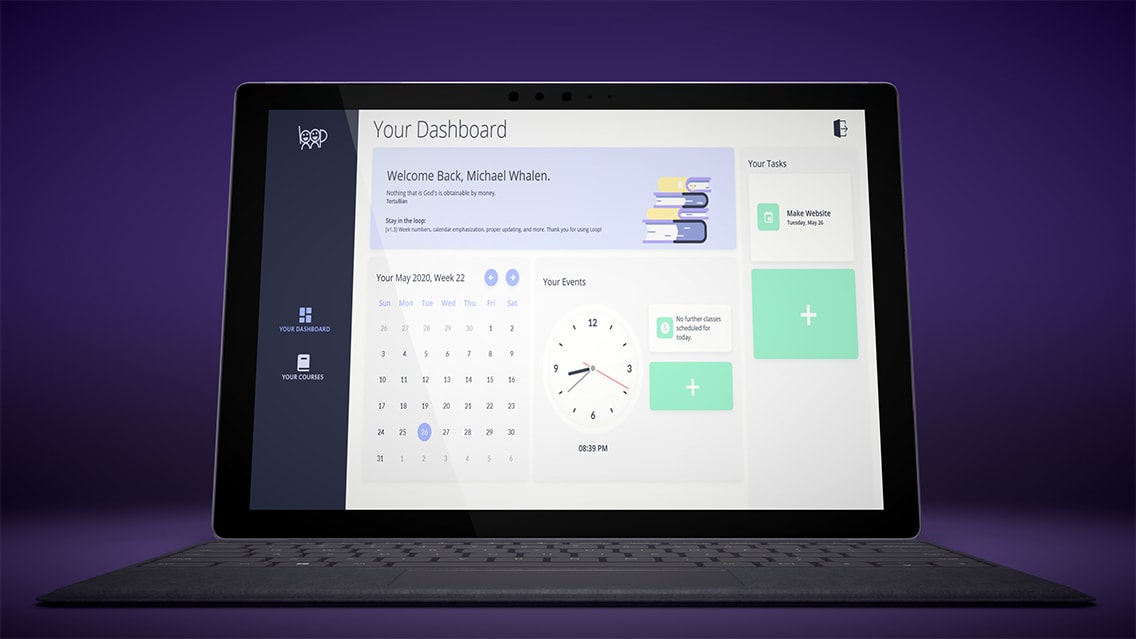 loop
Your Dashboard
Welcome Back, Michael Whalen.
Nothing that is God's is obtainable by money.
Tertullian
Stay in the loop:
[v1.3] Week numbers, calendar emphasization, proper updating, and more. Thank you for using Loop!
Your Tasks
Make Website
Tuesday, May 26
YOUR DASHBOARD
YOUR COURSES
Your May 2020, Week 22
Sun Mon Tue Wed Thu Fri Sat
26 27 28 29 30 1 2
3 4 5 6 7 8 9
10 11 12 13 14 15 16
17 18 19 20 21 22 23
24 25 26 27 28 29 30
31 1 2 3 4 5 6
Your Events
12
9 3
6
08:39 PM
No further classes
scheduled for
today.